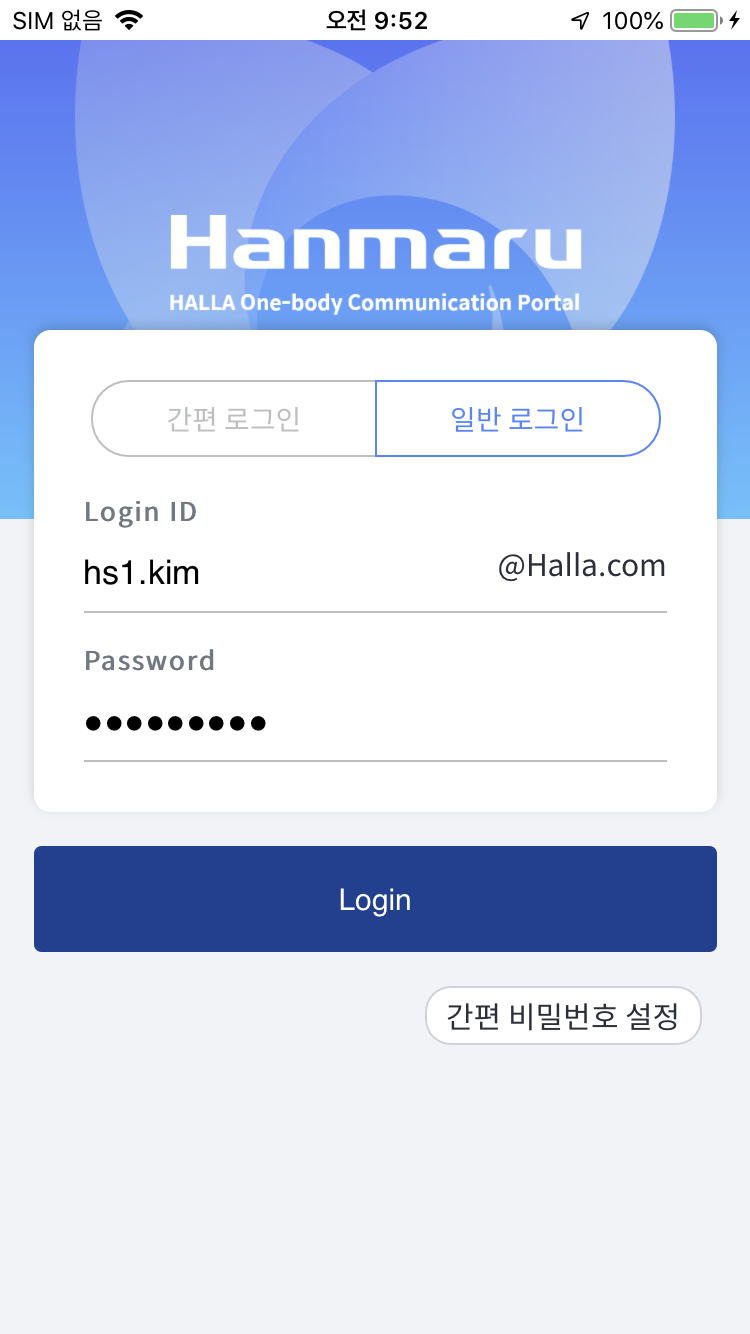 SIM 없음 오전 9:52 100%
Hanmaru
HALLA One-body Communication Portal
간편 로그인 일반 로그인
Login ID
hs1.kim @Halla.com
Password
●●●●●●●●●
Login
간편 비밀번호 설정